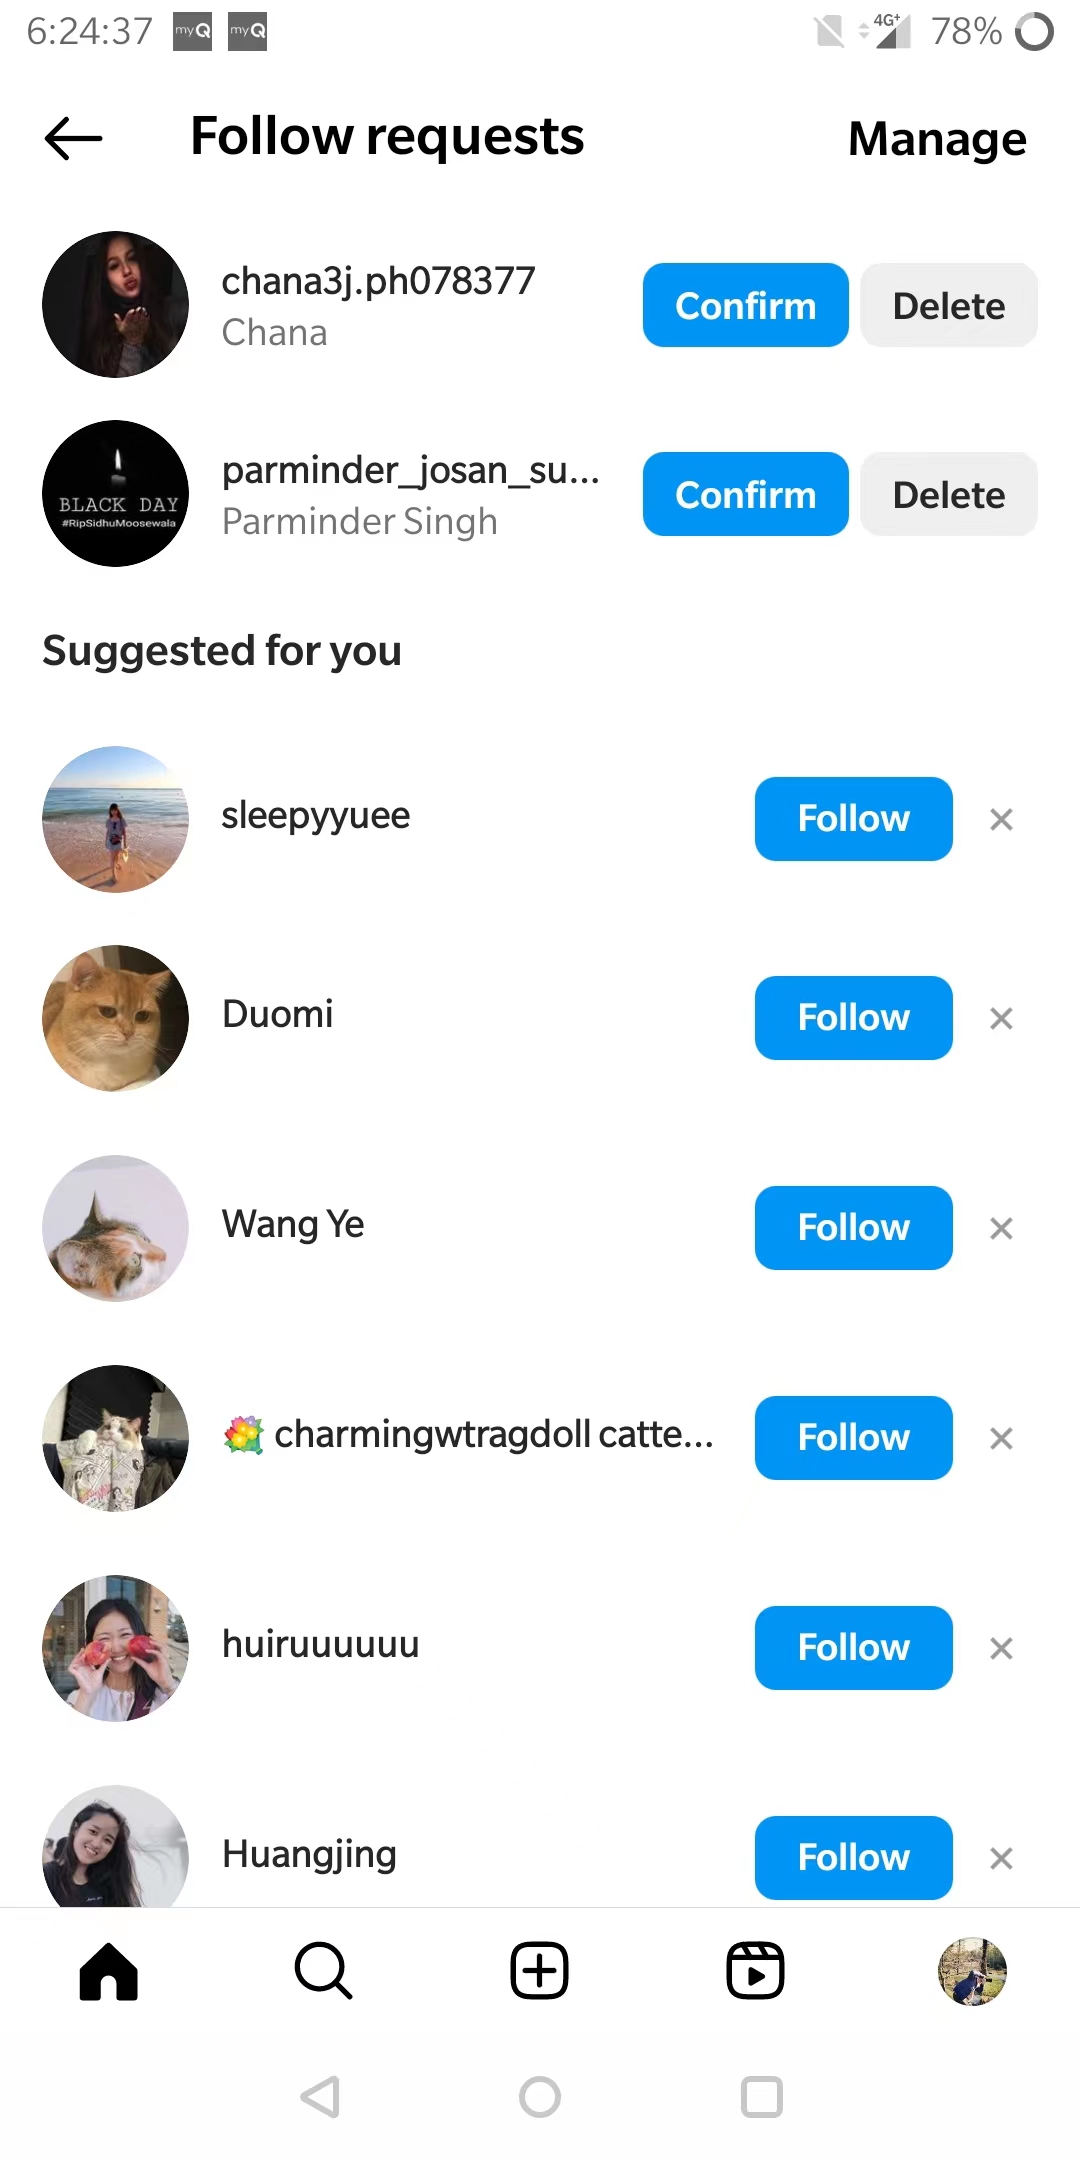 6:24:37 myQ myQ 4G+ 78%
Follow requests Manage
chana3j.ph078377
Chana
Confirm Delete
BLACK DAY
#RipSidhuMoosewala
parminder_josan_su...
Parminder Singh
Confirm Delete
Suggested for you
sleepyyuee Follow
Duomi Follow
Wang Ye Follow
💐 charmingwtragdoll catte... Follow
huiruuuuuu Follow
Huangjing Follow